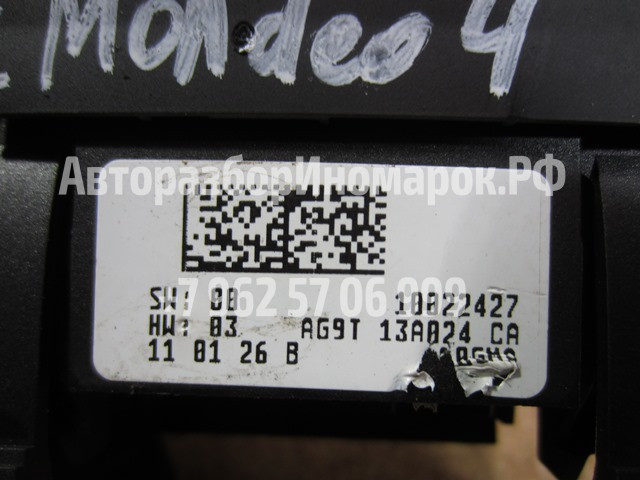 Mondeo 4
АвторазборИномарок.РФ
7 962 57 06 999
SW: 08 10022427
HW: 03 AG9T 13A024 CA
11 01 26 B